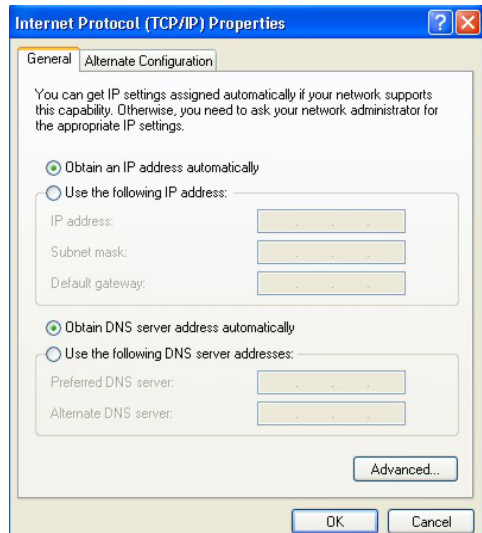 Internet Protocol (TCP/IP) Properties
General
Alternate Configuration
You can get IP settings assigned automatically if your network supports
this capability. Otherwise, you need to ask your network administrator for
the appropriate IP settings.
Obtain an IP address automatically
Use the following IP address:
IP address:
Subnet mask:
Default gateway:
Obtain DNS server address automatically
Use the following DNS server addresses:
Preferred DNS server:
Alternate DNS server:
Advanced...
OK
Cancel